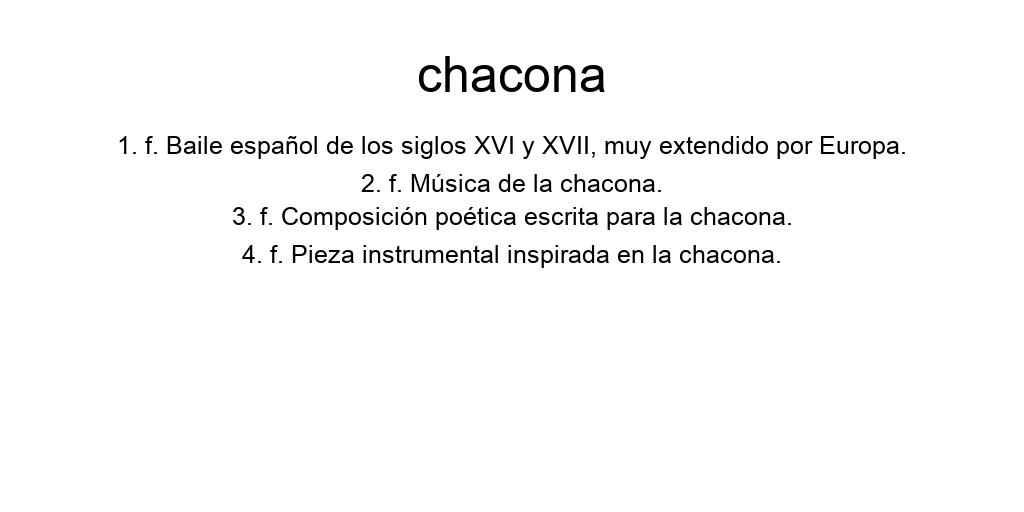 chacona
1. f. Baile español de los siglos XVI y XVII, muy extendido por Europa.
2. f. Música de la chacona.
3. f. Composición poética escrita para la chacona.
4. f. Pieza instrumental inspirada en la chacona.